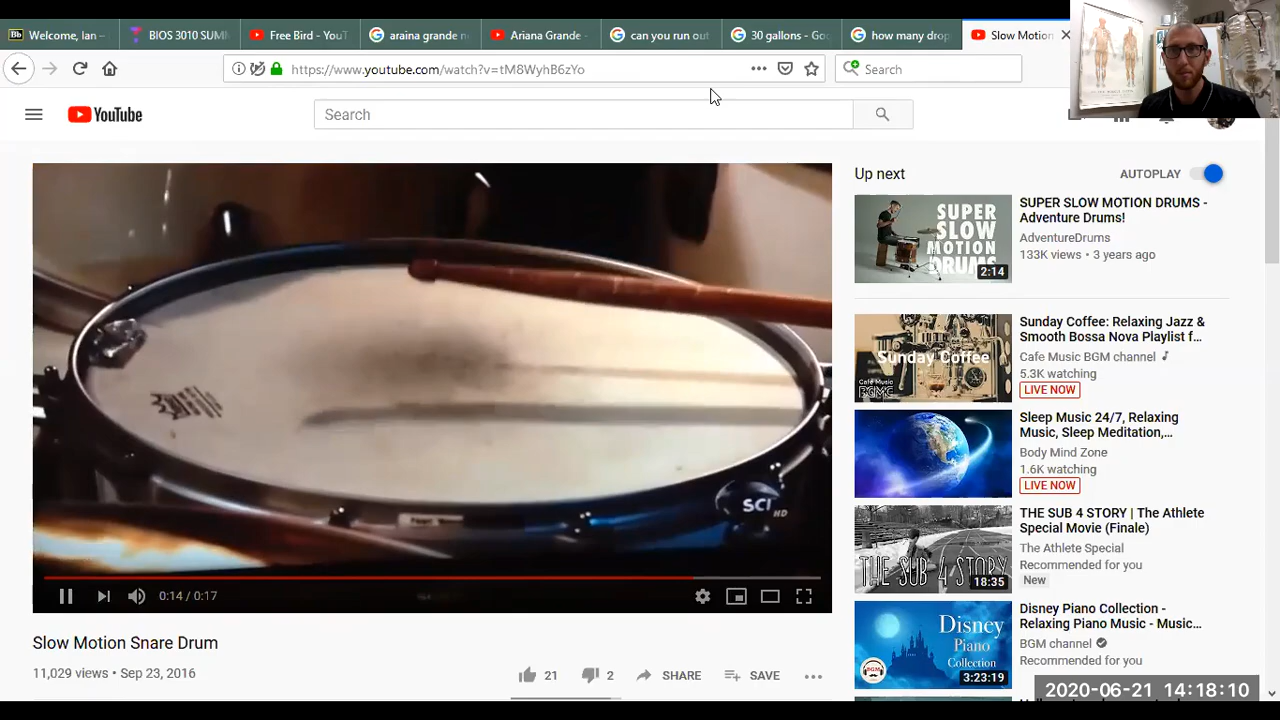 Bb Welcome, Ian –
BIOS 3010 SUMM
Free Bird - YouT
araina grande n
Ariana Grande -
can you run out
30 gallons - Goo
how many drop
Slow Motion
https://www.youtube.com/watch?v=tM8WyhB6zYo
Search
YouTube
Search
Up next
AUTOPLAY
SUPER SLOW MOTION DRUMS
2:14
SUPER SLOW MOTION DRUMS -
Adventure Drums!
AdventureDrums
133K views • 3 years ago
Sunday Coffee
Cafe Music BGMC
Sunday Coffee: Relaxing Jazz &
Smooth Bossa Nova Playlist f...
Cafe Music BGM channel
5.3K watching
LIVE NOW
Sleep Music 24/7, Relaxing
Music, Sleep Meditation,...
Body Mind Zone
1.6K watching
LIVE NOW
THE SUB 4 STORY
18:35
THE SUB 4 STORY | The Athlete
Special Movie (Finale)
The Athlete Special
Recommended for you
New
Disney
Piano
Collection
BGM
3:23:19
Disney Piano Collection -
Relaxing Piano Music - Music...
BGM channel
Recommended for you
SCI HD
0:14 / 0:17
Slow Motion Snare Drum
11,029 views • Sep 23, 2016
21
2
SHARE
SAVE
2020-06-21 14:18:10